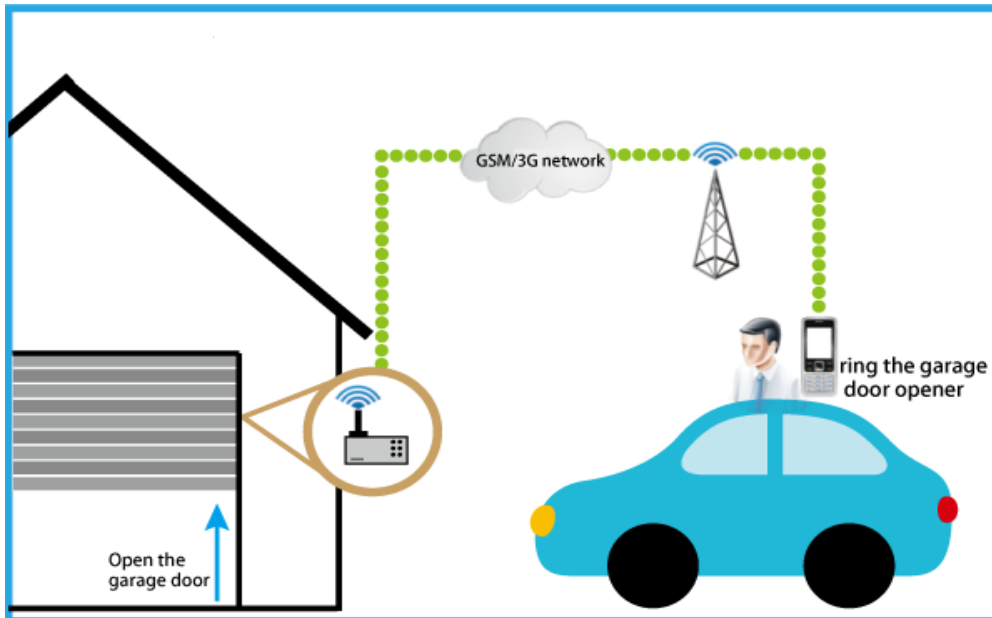 GSM/3G network
ring the garage
door opener
Open the
garage door